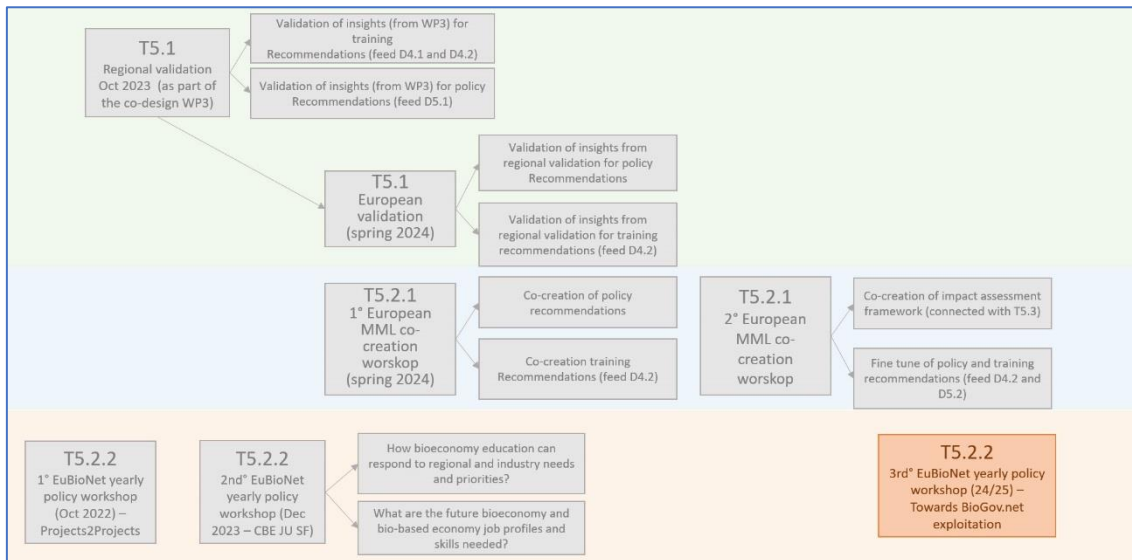 T5.1
Regional validation
Oct 2023 (as part of
the co-design WP3)
Validation of insights (from WP3) for
training
Recommendations (feed D4.1 and D4.2)
Validation of insights (from WP3) for policy
Recommendations (feed D5.1)
T5.1
European
validation
(spring 2024)
Validation of insights from
regional validation for policy
Recommendations
Validation of insights from
regional validation for training
recommendations (feed D4.2)
T5.2.1
1° European
MML co-
creation
worskop
(spring 2024)
Co-creation of policy
recommendations
Co-creation training
Recommendations (feed D4.2)
T5.2.1
2° European
MML co-
creation
worskop
Co-creation of impact assessment
framework (connected with T5.3)
Fine tune of policy and training
recommendations (feed D4.2 and
D5.2)
T5.2.2
1° EuBioNet yearly
policy workshop
(Oct 2022) –
Projects2Projects
T5.2.2
2nd° EuBioNet
yearly policy
workshop (Dec
2023 – CBE JU SF)
How bioeconomy education can
respond to regional and industry needs
and priorities?
What are the future bioeconomy and
bio-based economy job profiles and
skills needed?
T5.2.2
3rd° EuBioNet yearly policy
workshop (24/25) –
Towards BioGov.net
exploitation